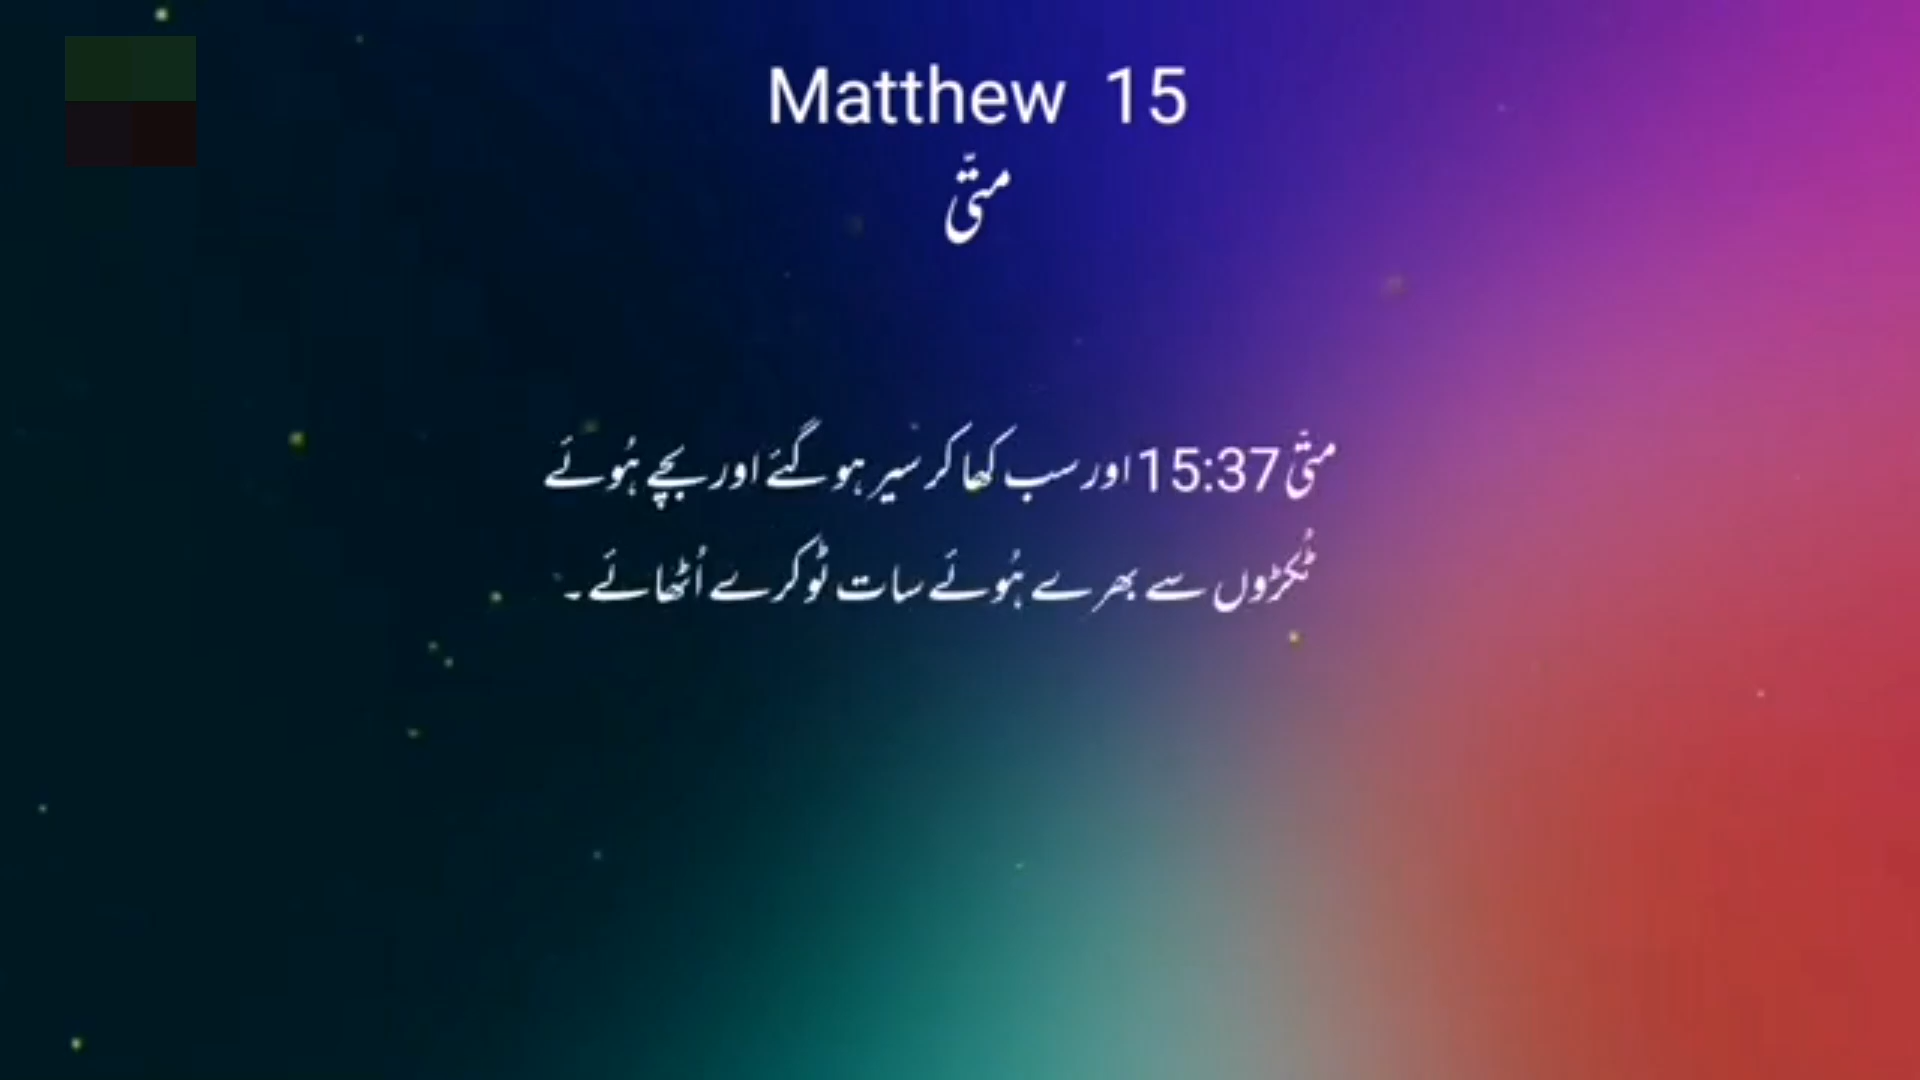 Matthew 15
متّی
متّی 15:37 اور سب کھا کر سیر ہو گئے اور بچے ہُوئے
ٹُکڑوں سے بھرے ہُوئے سات ٹوکرے اُٹھائے۔